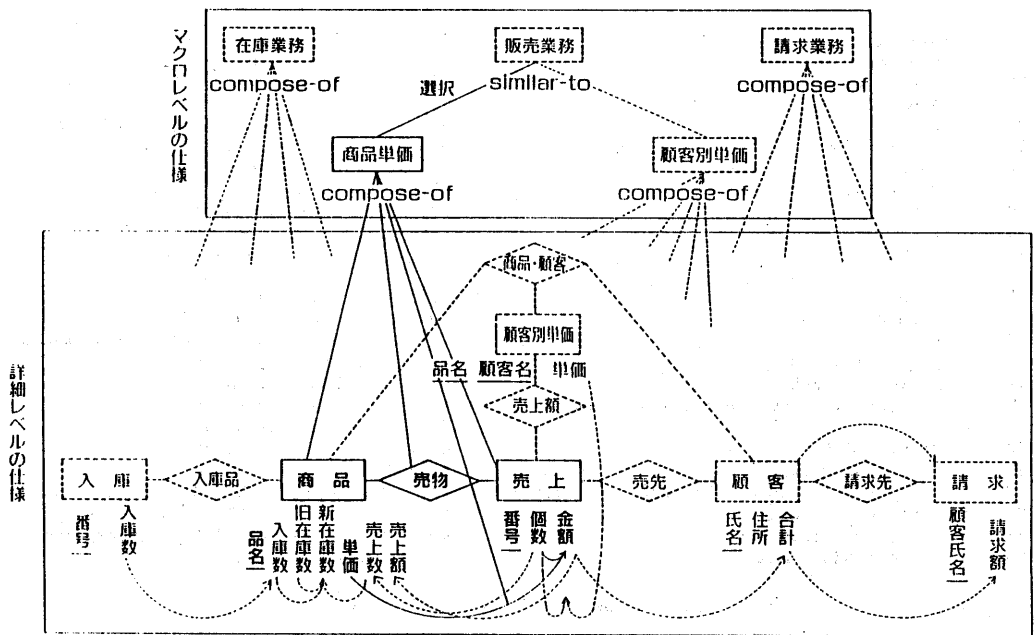 マクロレベルの仕様
在庫業務
販売業務
請求業務
compose-of
選択
similar-to
compose-of
商品単価
顧客別単価
compose-of
compose-of
詳細レベルの仕様
商品・顧客
顧客別単価
品名 顧客名 単価
売上額
入庫
入庫品
商品
売物
売上
売先
顧客
請求先
請求
番号
入庫数
品名
入庫数
旧在庫数
新在庫数
単価
売上数
売上額
番号
個数
金額
氏名
住所
合計
顧客氏名
請求額